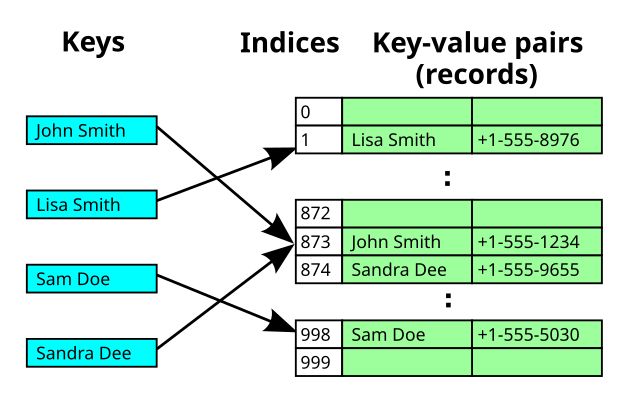 Keys
Indices
Key-value pairs
(records)
John Smith
Lisa Smith
Sam Doe
Sandra Dee
0
1 Lisa Smith +1-555-8976
:
872
873 John Smith +1-555-1234
874 Sandra Dee +1-555-9655
:
998 Sam Doe +1-555-5030
999